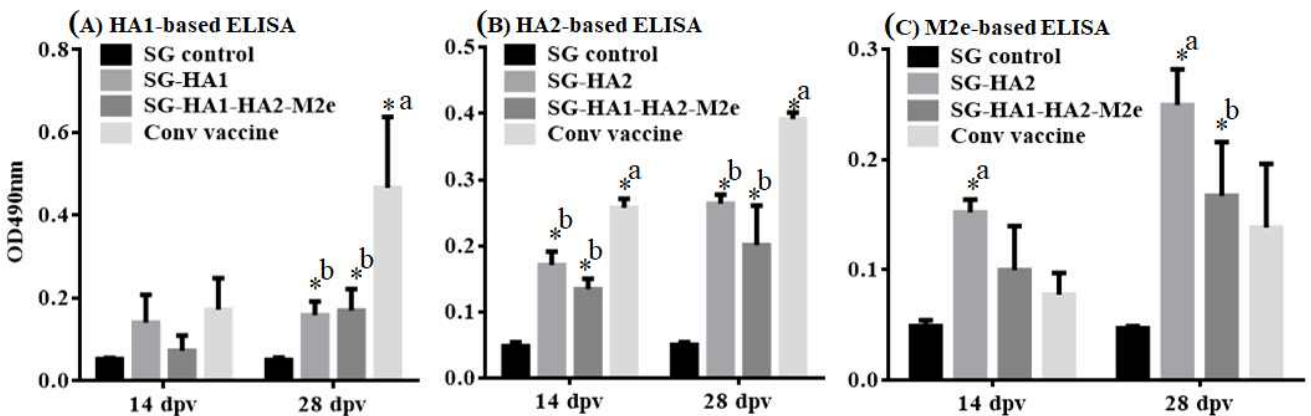 (A) HA1-based ELISA
0.8
0.6
0.4
0.2
0.0
OD490nm
SG control
SG-HA1
SG-HA1-HA2-M2e
Conv vaccine
*b
*b
*a
14 dpv
28 dpv
(B) HA2-based ELISA
0.5
0.4
0.3
0.2
0.1
0.0
SG control
SG-HA2
SG-HA1-HA2-M2e
Conv vaccine
*b
*b
*a
*b
*b
*a
14 dpv
28 dpv
(C) M2e-based ELISA
0.3
0.2
0.1
0.0
SG control
SG-HA2
SG-HA1-HA2-M2e
Conv vaccine
*a
*a
*b
14 dpv
28 dpv